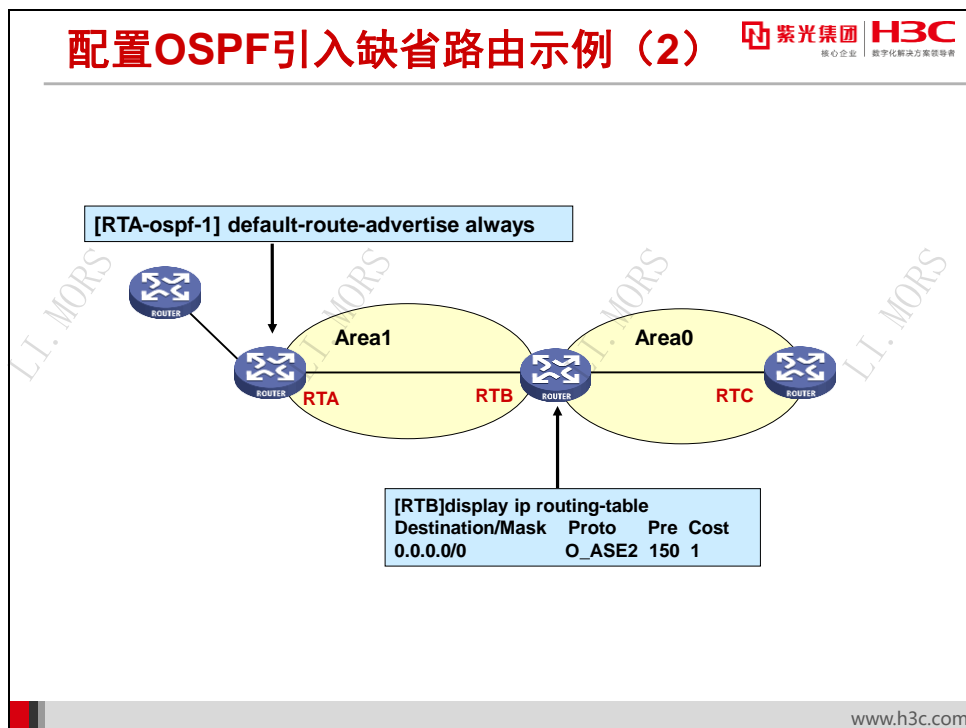 配置OSPF引入缺省路由示例（2）
紫光集团 H3C
核心企业 数字化解决方案领导者
[RTA-ospf-1] default-route-advertise always
LI.MORS
LI.MORS
LI.MORS
LI.MORS
ROUTER
Area1
Area0
ROUTER
ROUTER
ROUTER
RTA
RTB
RTC
[RTB]display ip routing-table
Destination/Mask Proto Pre Cost
0.0.0.0/0 O_ASE2 150 1
www.h3c.com